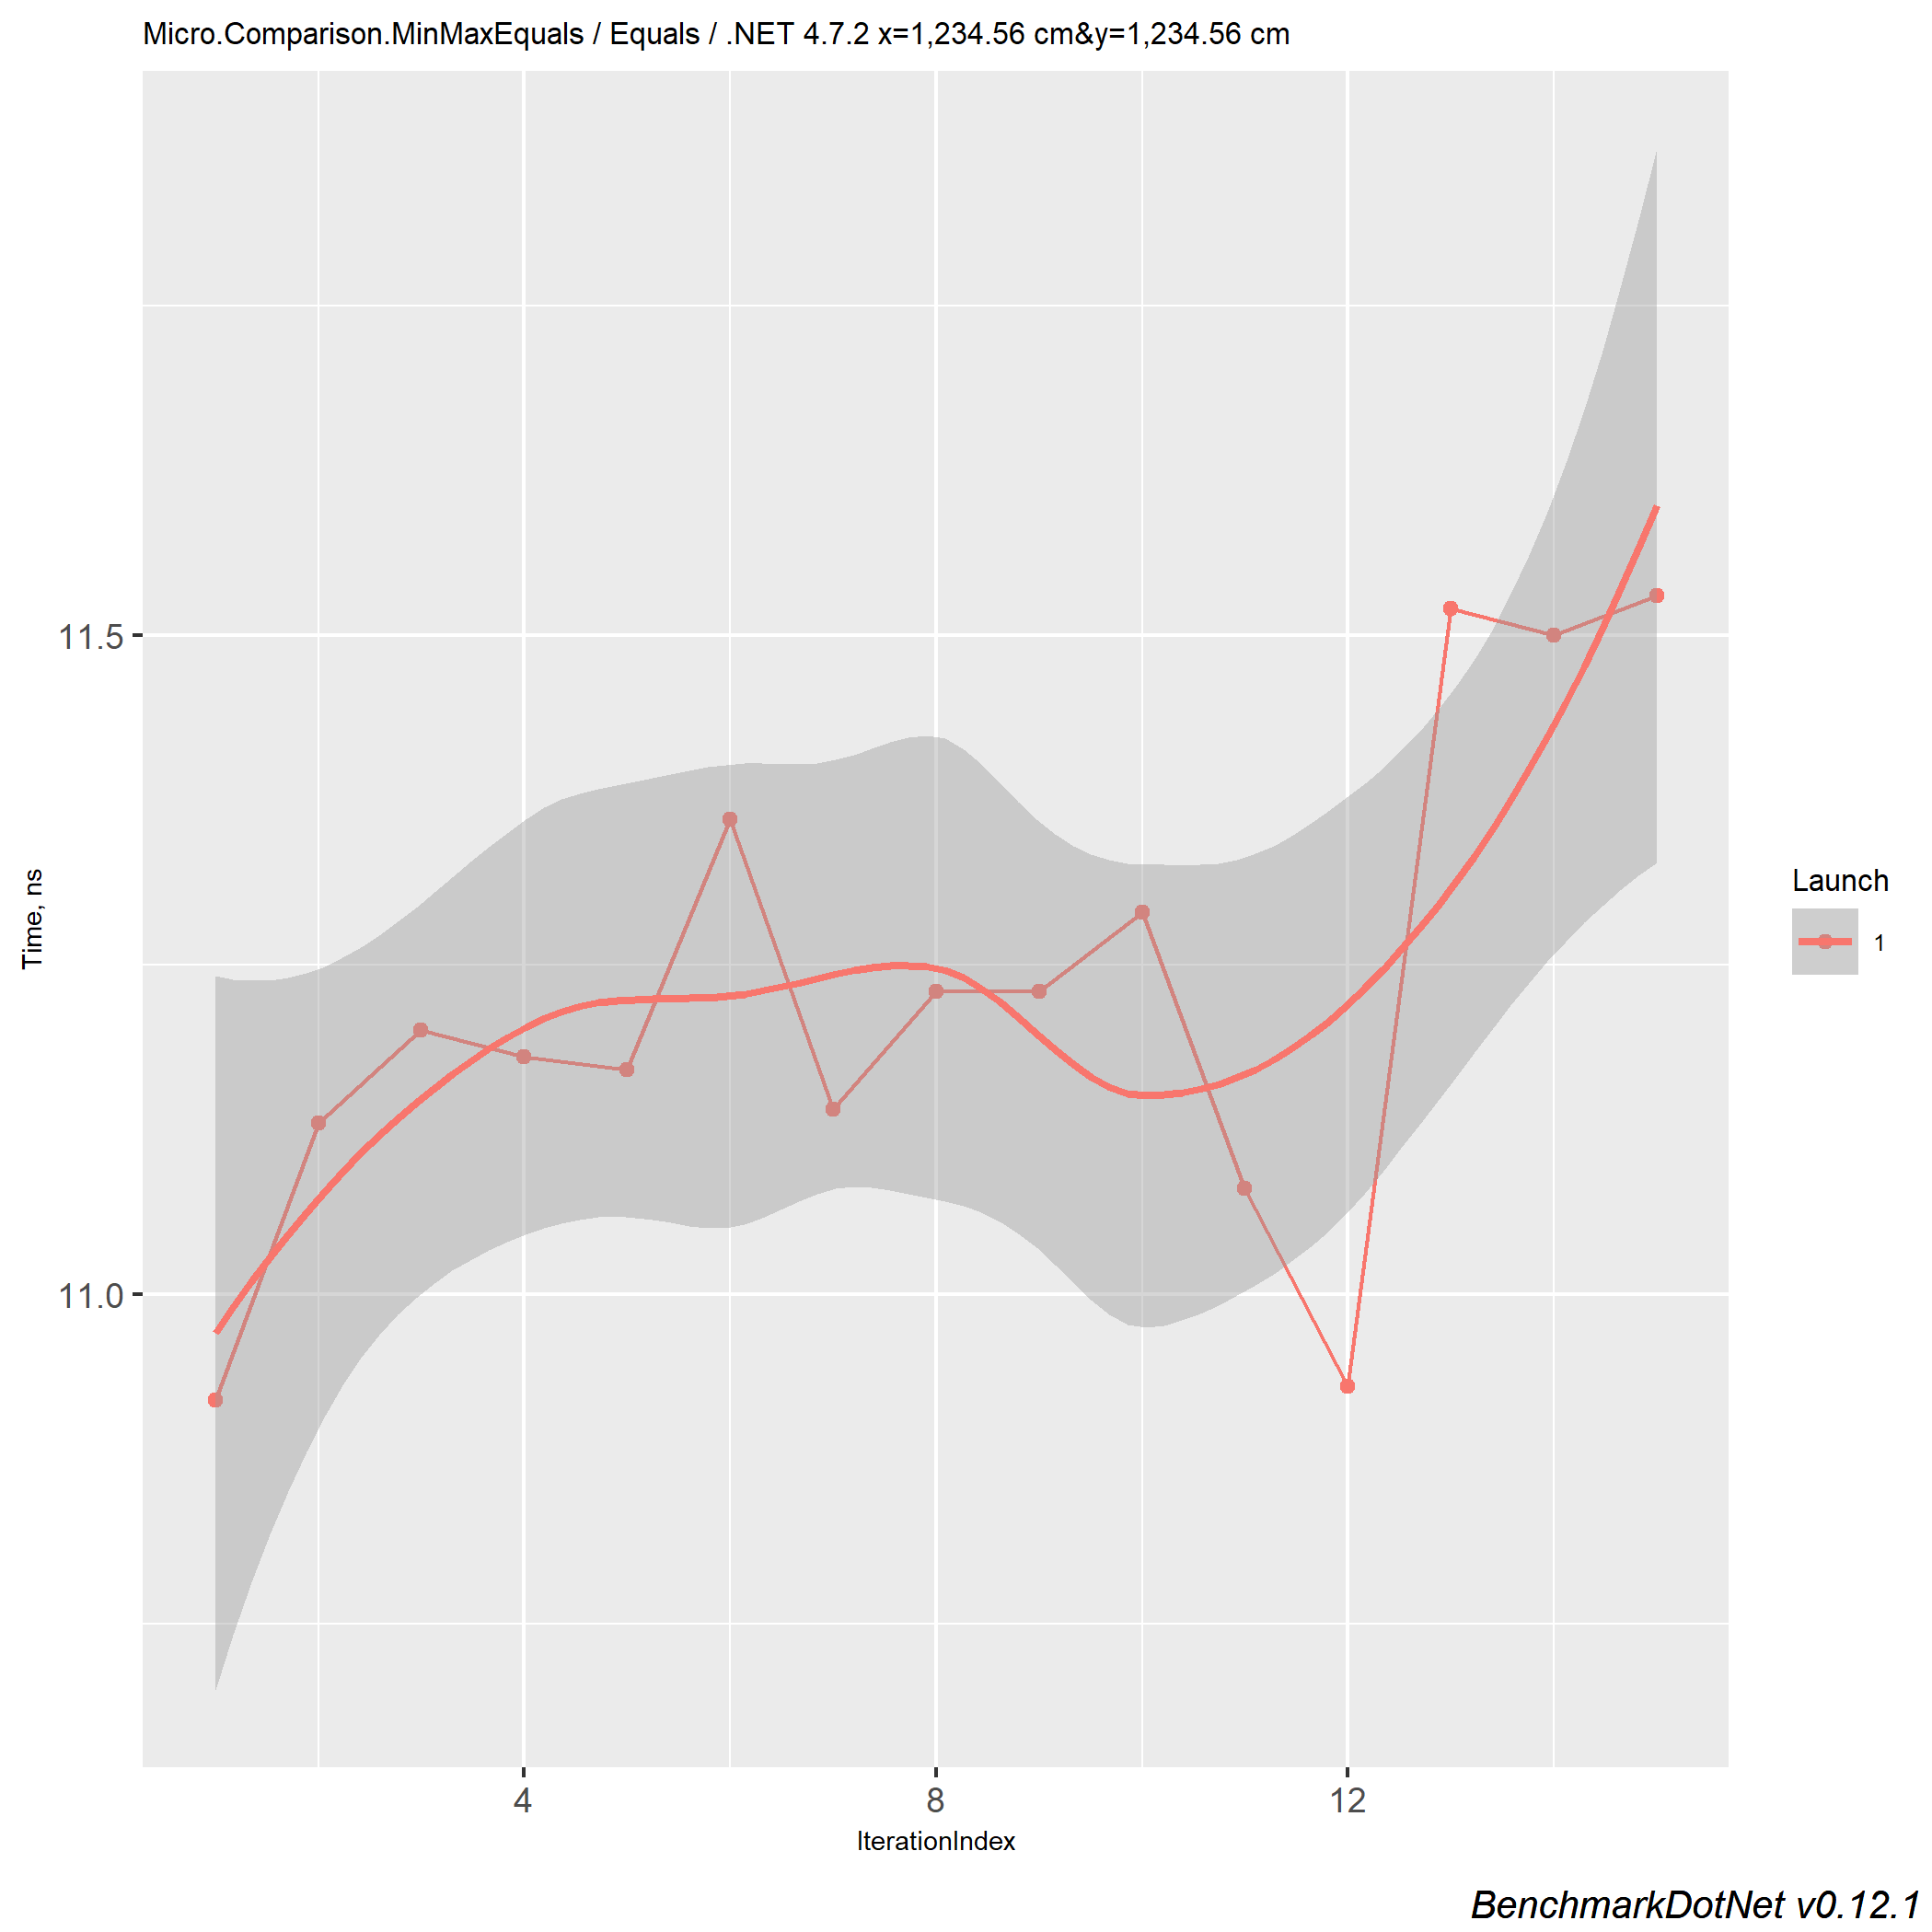 Micro.Comparison.MinMaxEquals / Equals / .NET 4.7.2 x=1,234.56 cm&y=1,234.56 cm
11.5
11.0
Time, ns
4 8 12
IterationIndex
Launch
1
BenchmarkDotNet v0.12.1